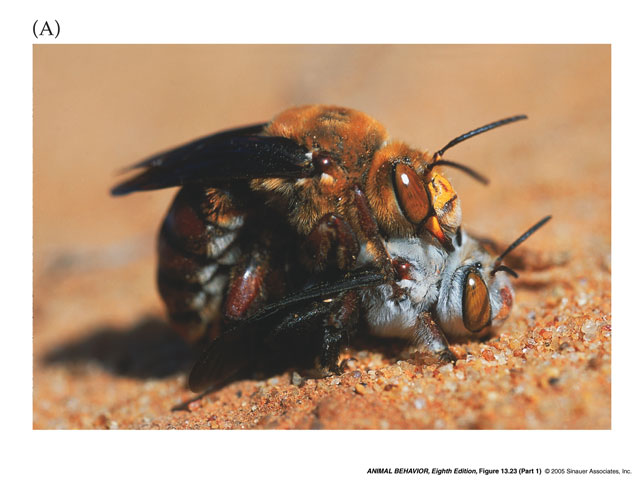 (A)
ANIMAL BEHAVIOR, Eighth Edition, Figure 13.23 (Part 1) © 2005 Sinauer Associates, Inc.